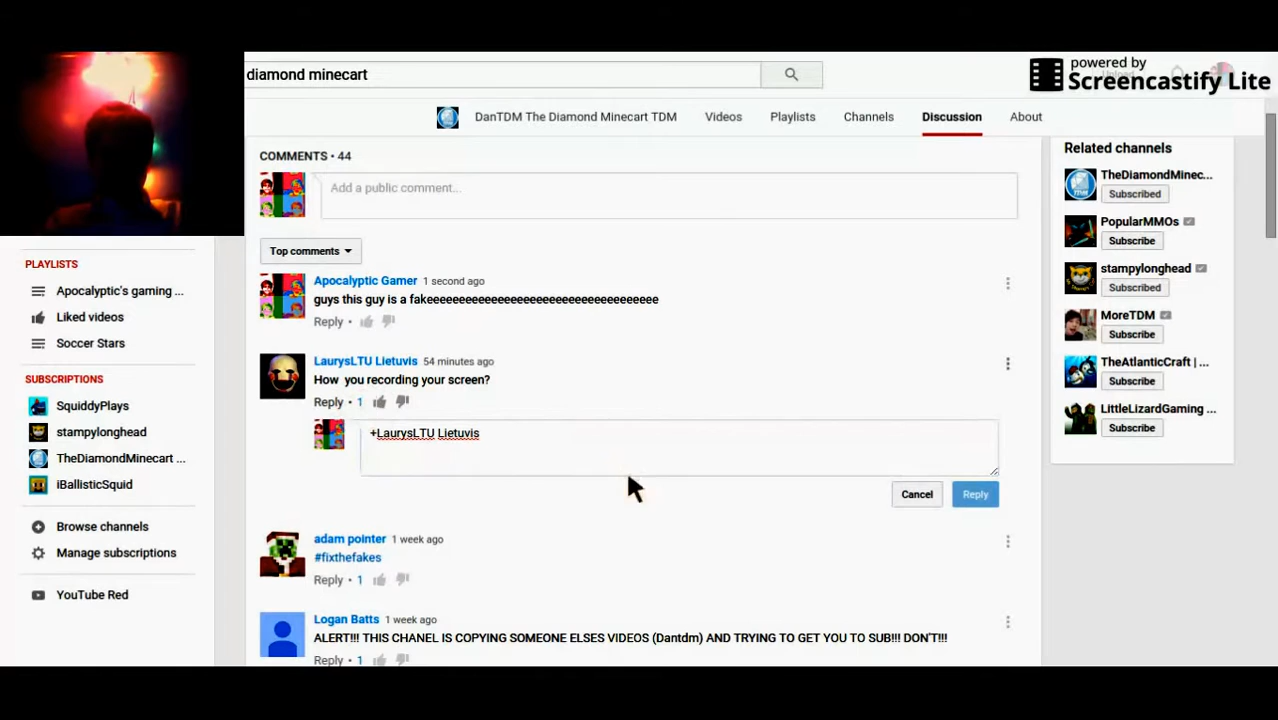 powered by
Screencastify Lite
diamond minecart
DanTDM The Diamond Minecart TDM
Videos
Playlists
Channels
Discussion
About
COMMENTS • 44
Add a public comment...
Top comments
Apocalyptic Gamer 1 second ago
guys this guy is a fakeeeeeeeeeeeeeeeeeeeeeeeeeeeeeeeeeeee
Reply •
LaurysLTU Lietuvis 54 minutes ago
How you recording your screen?
Reply • 1
+LaurysLTU Lietuvis
Cancel
Reply
adam pointer 1 week ago
#fixthefakes
Reply • 1
Logan Batts 1 week ago
ALERT!!! THIS CHANEL IS COPYING SOMEONE ELSES VIDEOS (Dantdm) AND TRYING TO GET YOU TO SUB!!! DON'T!!!
Reply • 1
PLAYLISTS
Apocalyptic's gaming ...
Liked videos
Soccer Stars
SUBSCRIPTIONS
SquiddyPlays
stampylonghead
TheDiamondMinecart ...
iBallisticSquid
Browse channels
Manage subscriptions
YouTube Red
Related channels
TheDiamondMinec...
Subscribed
PopularMMOs
Subscribe
stampylonghead
Subscribed
MoreTDM
Subscribe
TheAtlanticCraft | ...
Subscribe
LittleLizardGaming ...
Subscribe